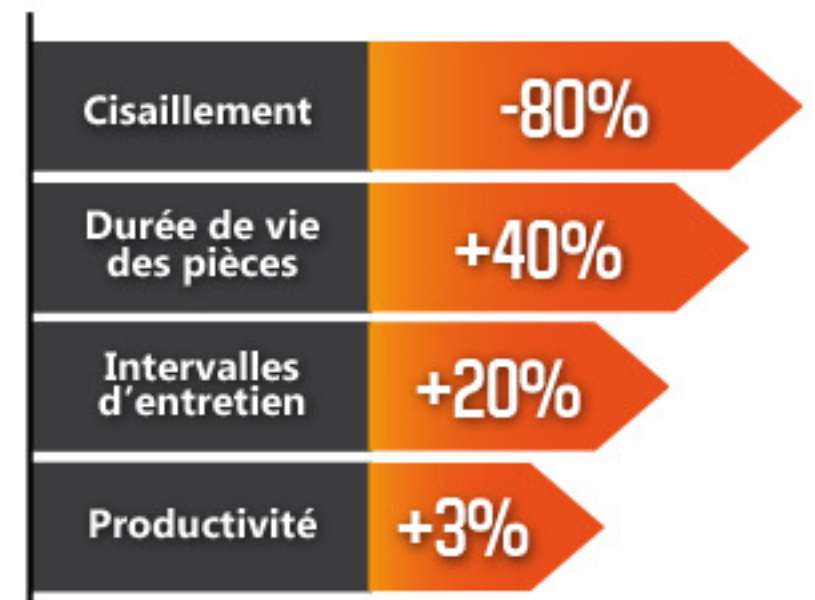 Cisaillement
-80%
Durée de vie
des pièces
+40%
Intervalles
d'entretien
+20%
Productivité
+3%